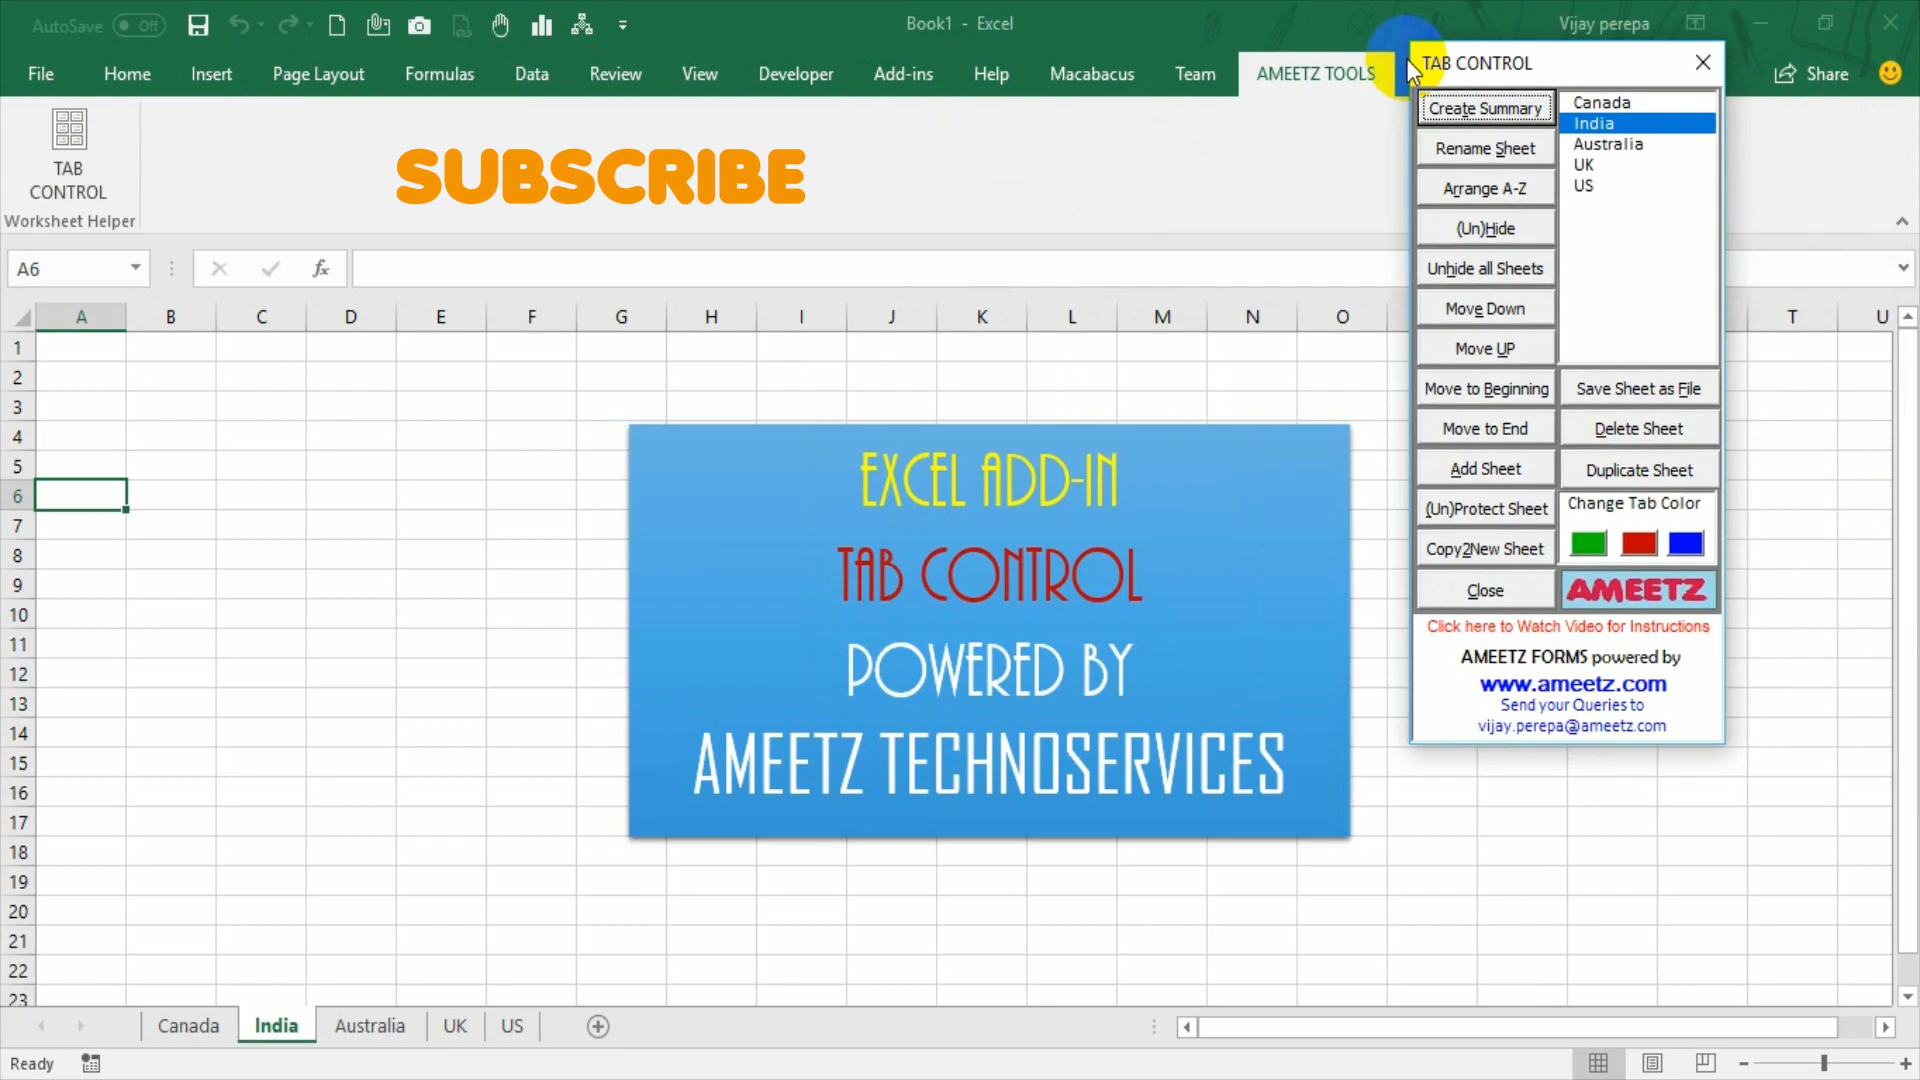 AutoSave Off
Book1 - Excel
Vijay perepa
File Home Insert Page Layout Formulas Data Review View Developer Add-ins Help Macabacus Team AMEETZ TOOLS
Share
TAB
CONTROL
Worksheet Helper
SUBSCRIBE
A6
fx
A B C D E F G H I J K L M N O T U
1
2
3
4
5
6
7
8
9
10
11
12
13
14
15
16
17
18
19
20
21
22
23
EXCEL ADD-IN
TAB CONTROL
POWERED BY
AMEETZ TECHNOSERVICES
TAB CONTROL
Create Summary
Rename Sheet
Arrange A-Z
(Un)Hide
Unhide all Sheets
Move Down
Move UP
Move to Beginning
Move to End
Add Sheet
(Un)Protect Sheet
Copy2New Sheet
Close
Canada
India
Australia
UK
US
Save Sheet as File
Delete Sheet
Duplicate Sheet
Change Tab Color
AMEETZ
Click here to Watch Video for Instructions
AMEETZ FORMS powered by
www.ameetz.com
Send your Queries to
vijay.perepa@ameetz.com
Canada India Australia UK US
Ready